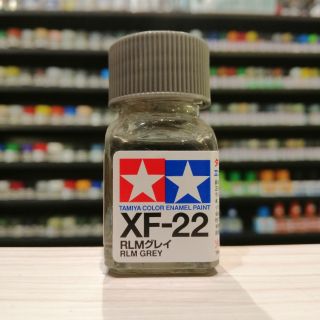 TAMIYA COLOR ENAMEL PAINT
XF-22
RLMグレイ
RLM GREY